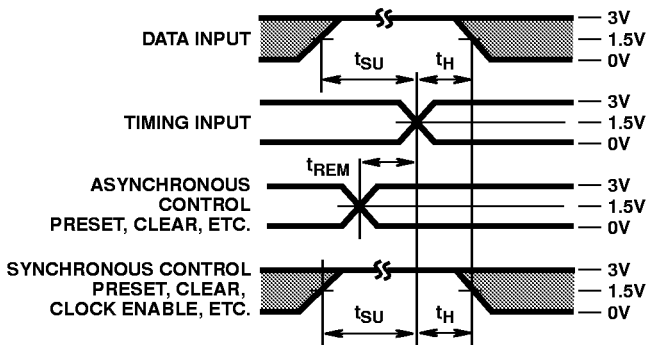 DATA INPUT
tSU
tH
3V
1.5V
0V
TIMING INPUT
3V
1.5V
0V
tREM
ASYNCHRONOUS
CONTROL
PRESET, CLEAR, ETC.
3V
1.5V
0V
SYNCHRONOUS CONTROL
PRESET, CLEAR,
CLOCK ENABLE, ETC.
tSU
tH
3V
1.5V
0V